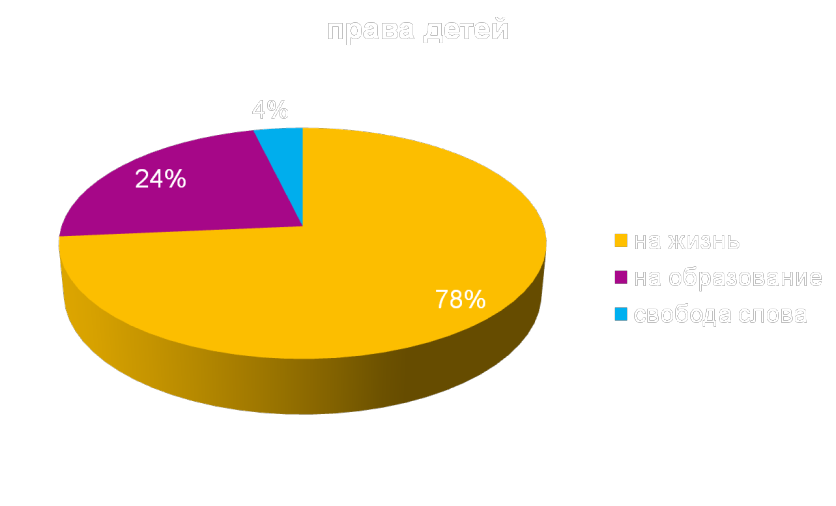 права детей
4%
24%
78%
на жизнь
на образование
свобода слова